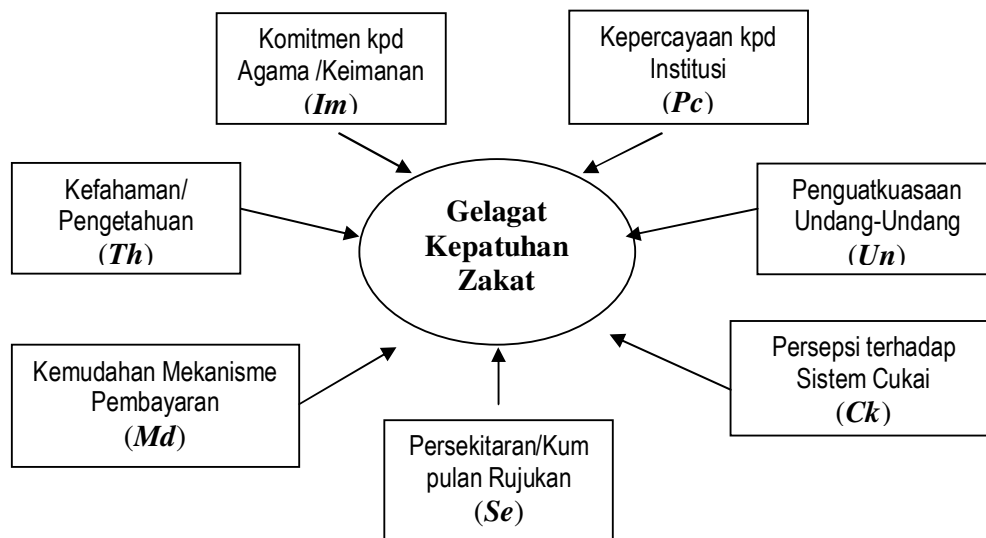 Komitmen kpd
Agama /Keimanan
(Im)
Kepercayaan kpd
Institusi
(Pc)
Kefahaman/
Pengetahuan
(Th)
Gelagat
Kepatuhan
Zakat
Penguatkuasaan
Undang-Undang
(Un)
Kemudahan Mekanisme
Pembayaran
(Md)
Persekitaran/Kum
pulan Rujukan
(Se)
Persepsi terhadap
Sistem Cukai
(Ck)